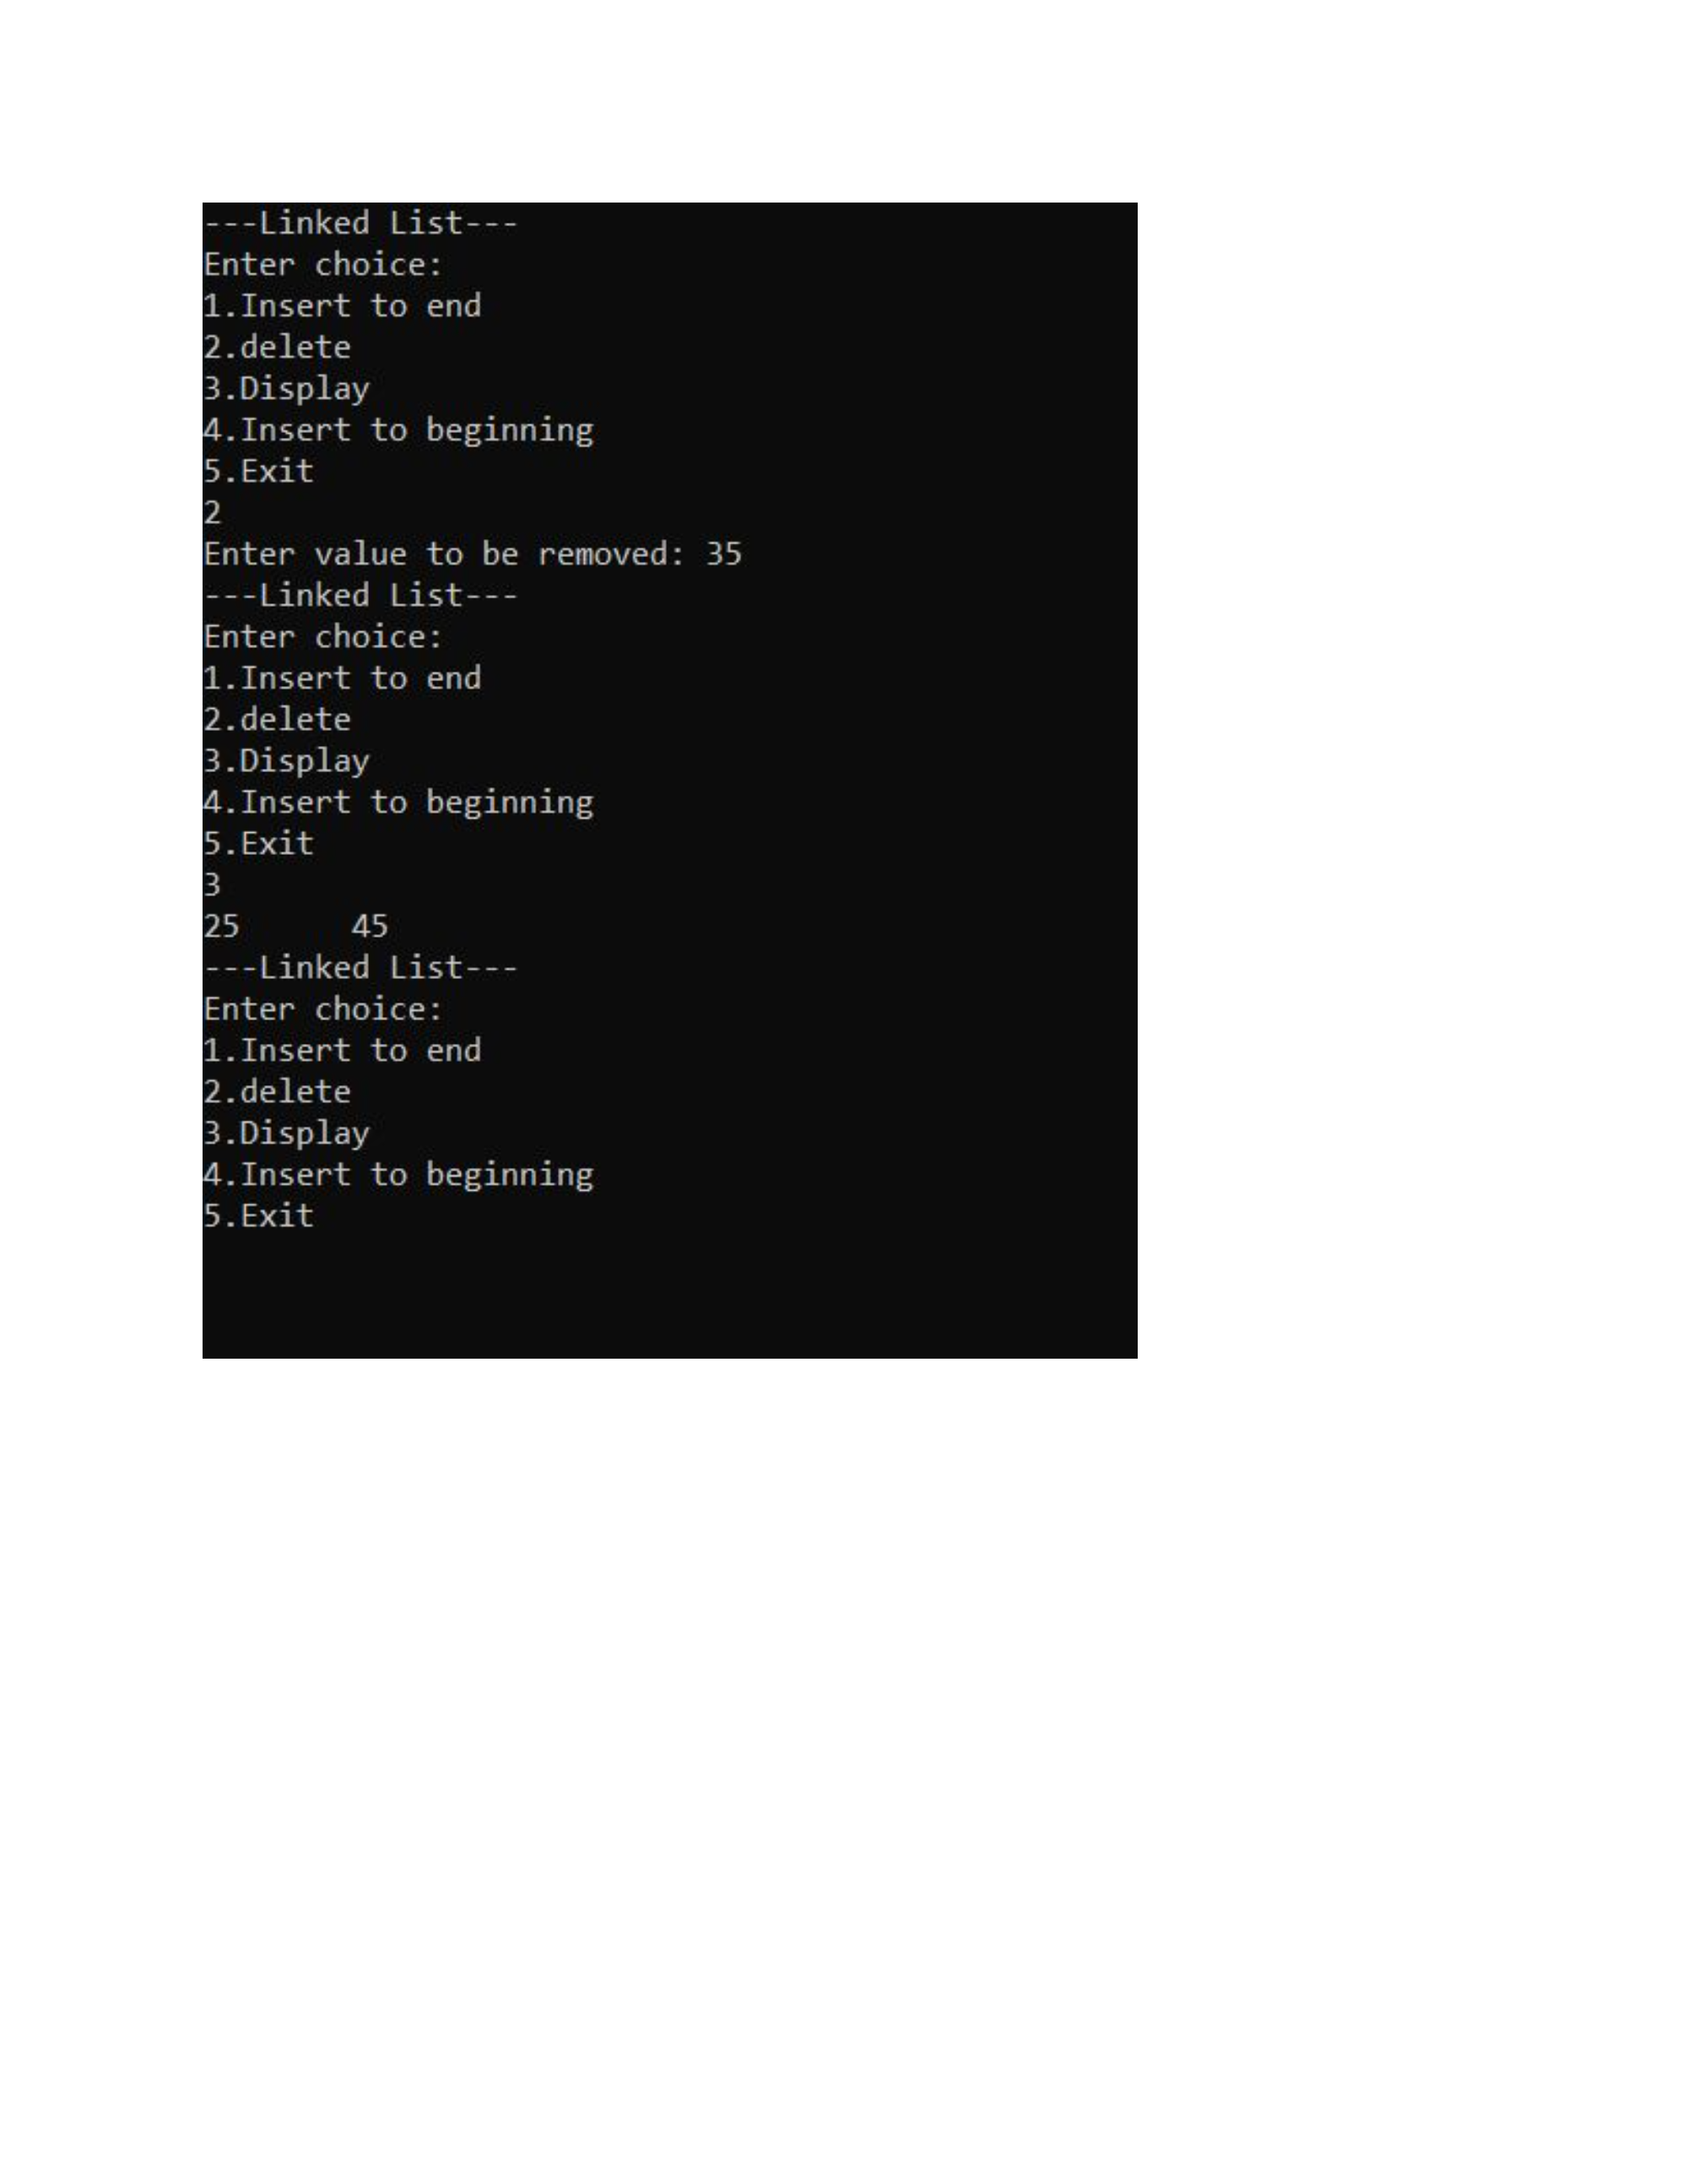 ---Linked List---
Enter choice:
1.Insert to end
2.delete
3.Display
4.Insert to beginning
5.Exit
2
Enter value to be removed: 35
---Linked List---
Enter choice:
1.Insert to end
2.delete
3.Display
4.Insert to beginning
5.Exit
3
25      45
---Linked List---
Enter choice:
1.Insert to end
2.delete
3.Display
4.Insert to beginning
5.Exit